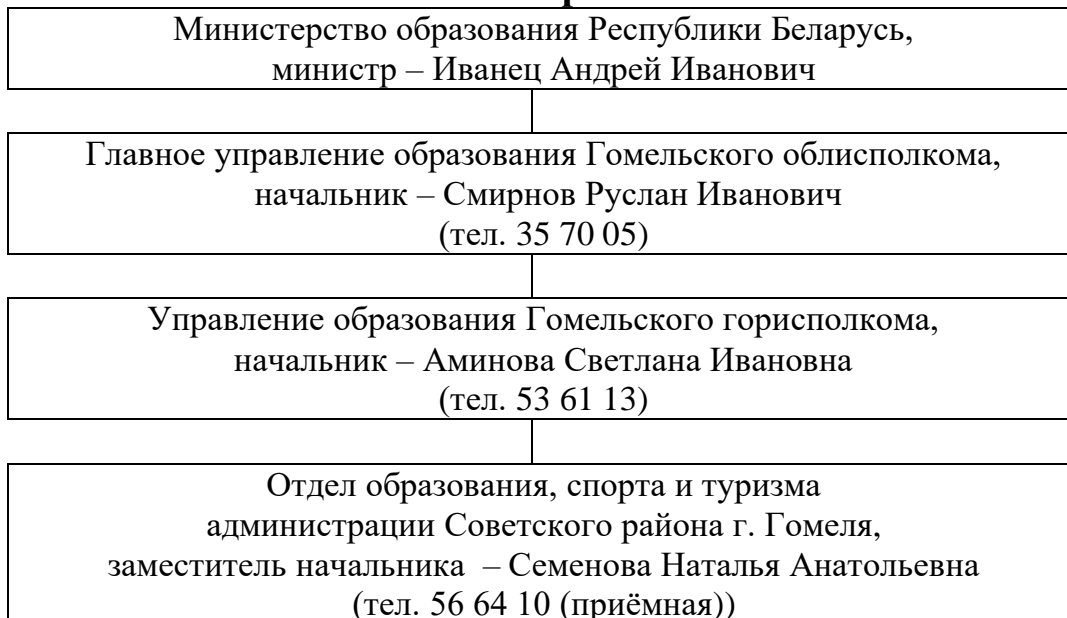 Министерство образования Республики Беларусь,
министр – Иванец Андрей Иванович
Главное управление образования Гомельского облисполкома,
начальник – Смирнов Руслан Иванович
(тел. 35 70 05)
Управление образования Гомельского горисполкома,
начальник – Аминова Светлана Ивановна
(тел. 53 61 13)
Отдел образования, спорта и туризма
администрации Советского района г. Гомеля,
заместитель начальника – Семенова Наталья Анатольевна
(тел. 56 64 10 (приёмная))